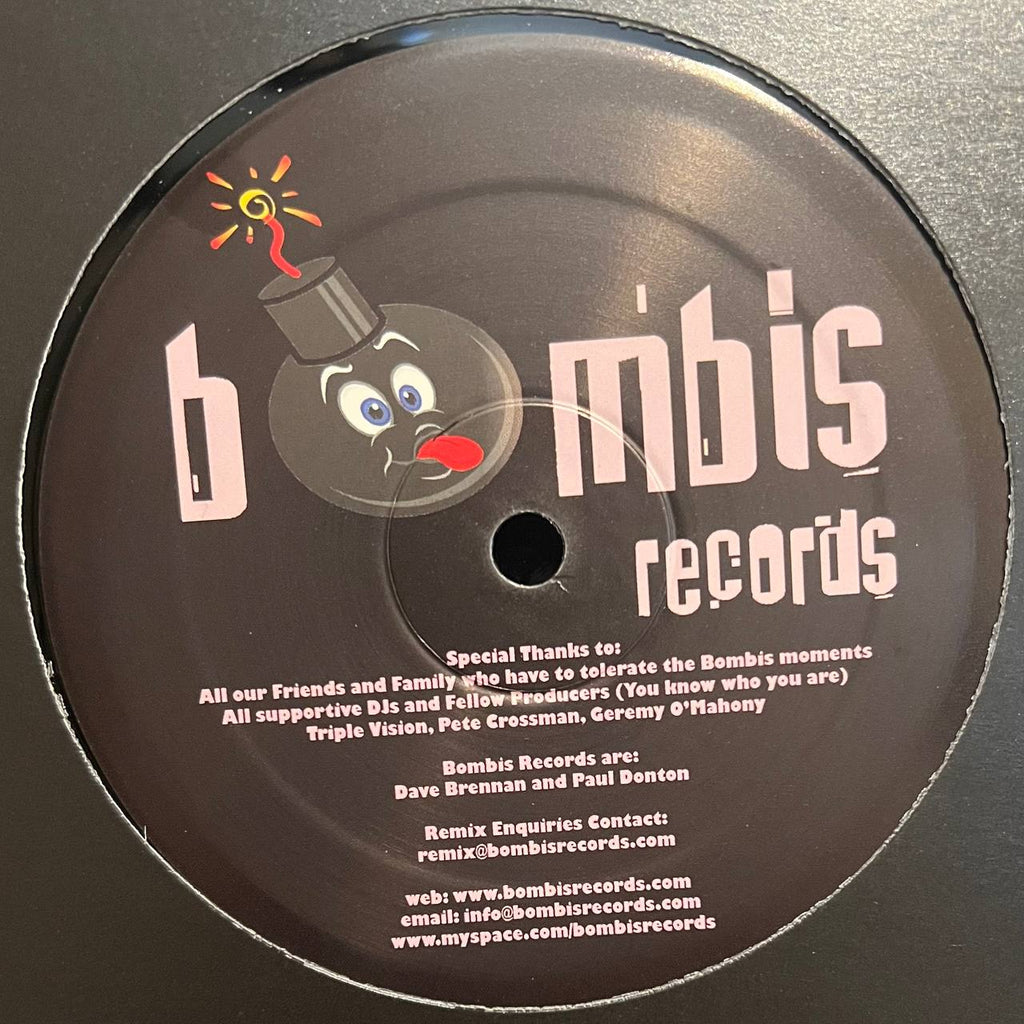 bombis
records
Special Thanks to:
All our Friends and Family who have to tolerate the Bombis moments
All supportive DJs and Fellow Producers (You know who you are)
Triple Vision, Pete Crossman, Geremy O'Mahony
Bombis Records are:
Dave Brennan and Paul Donton
Remix Enquiries Contact:
remix@bombisrecords.com
web: www.bombisrecords.com
email: info@bombisrecords.com
www.myspace.com/bombisrecords